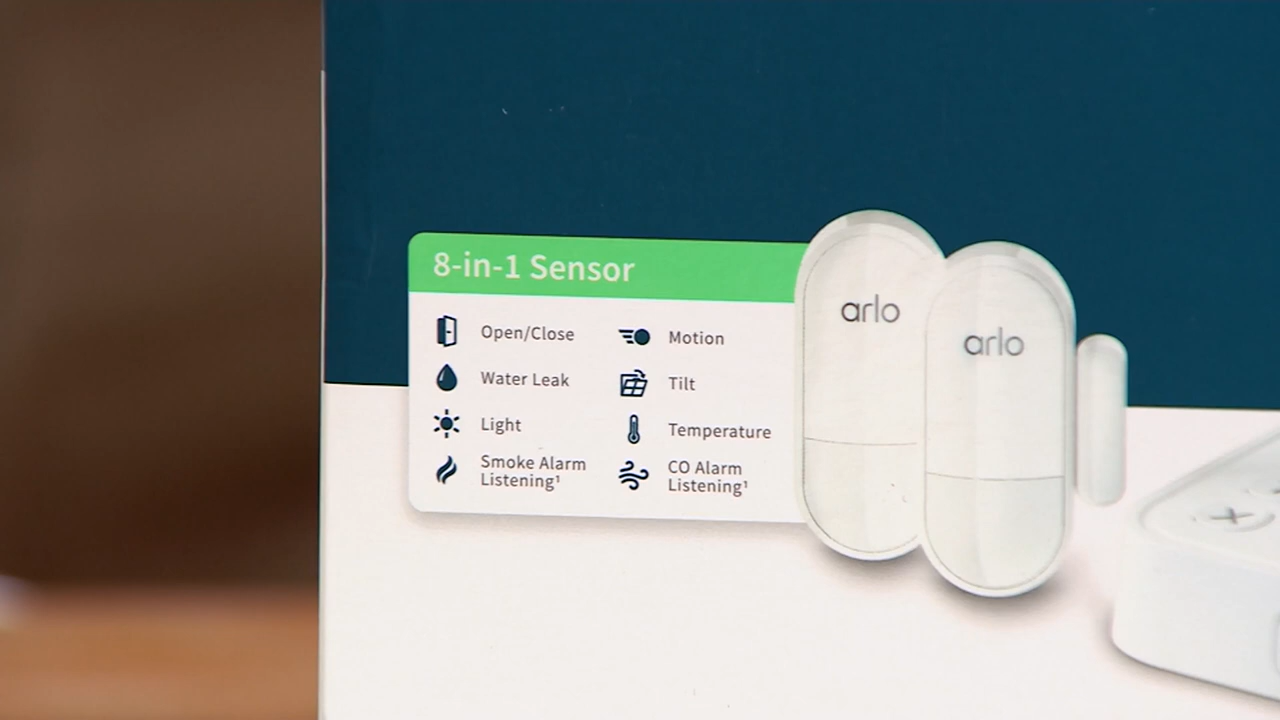 8-in-1 Sensor
Open/Close
Motion
Water Leak
Tilt
Light
Temperature
Smoke Alarm
Listening¹
CO Alarm
Listening¹
arlo
arlo